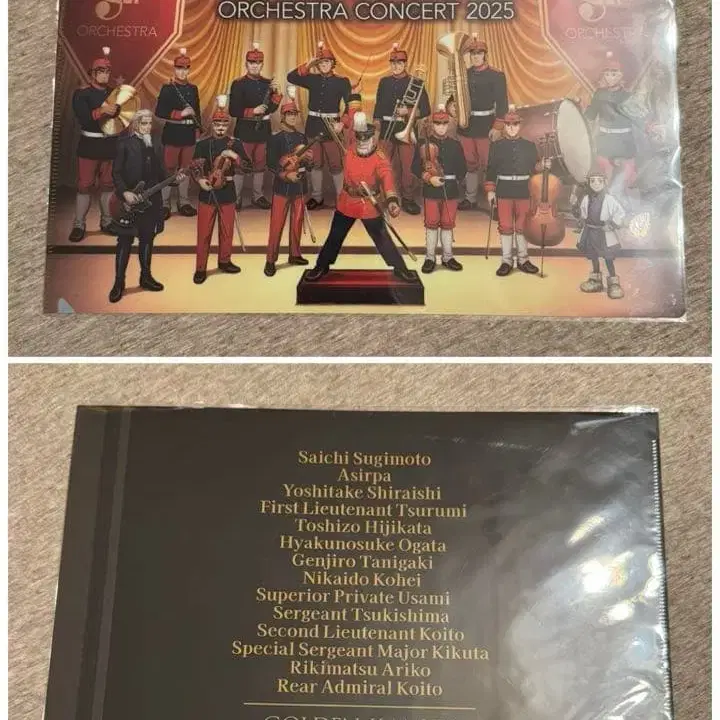 ORCHESTRA CONCERT 2025
ORCHESTRA
ORCHESTRA
Saichi Sugimoto
Asirpa
Yoshitake Shiraishi
First Lieutenant Tsurumi
Toshizo Hijikata
Hyakunosuke Ogata
Genjiro Tanigaki
Nikaido Kohei
Superior Private Usami
Sergeant Tsukishima
Second Lieutenant Koito
Special Sergeant Major Kikuta
Rikimatsu Ariko
Rear Admiral Koito